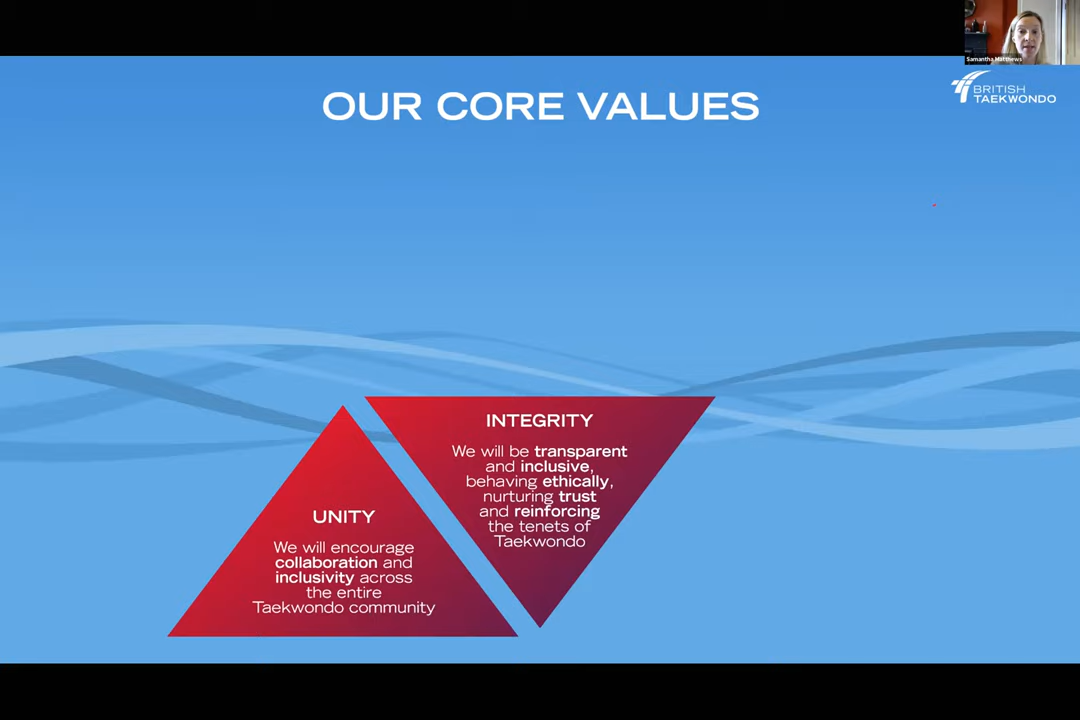 Samantha Matthews
BRITISH
TAEKWONDO
OUR CORE VALUES
INTEGRITY
We will be transparent
and inclusive,
behaving ethically,
nurturing trust
and reinforcing
the tenets of
Taekwondo
UNITY
We will encourage
collaboration and
inclusivity across
the entire
Taekwondo community